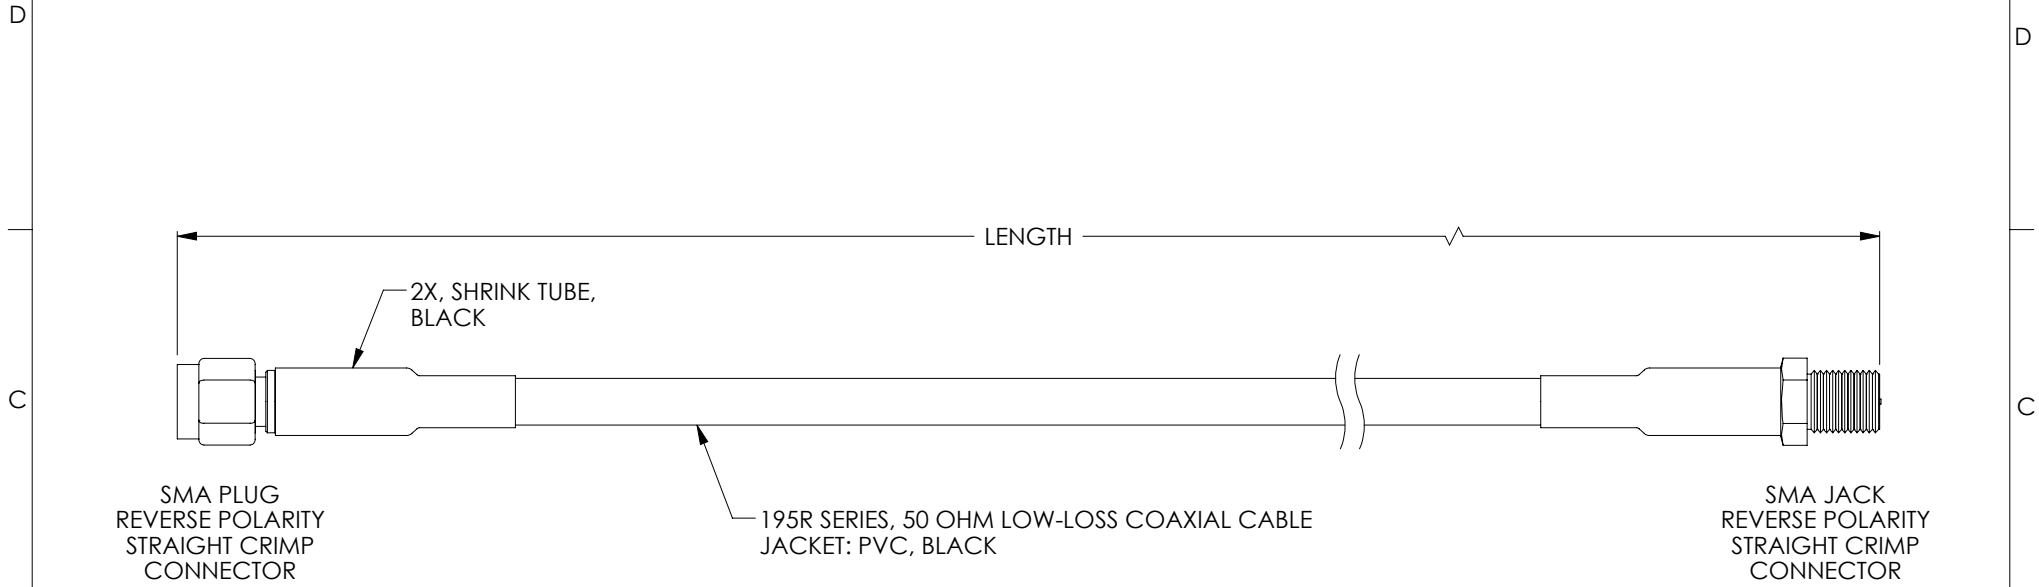 D
D
LENGTH
2X, SHRINK TUBE,
BLACK
C
C
SMA PLUG
REVERSE POLARITY
STRAIGHT CRIMP
CONNECTOR
195R SERIES, 50 OHM LOW-LOSS COAXIAL CABLE
JACKET: PVC, BLACK
SMA JACK
REVERSE POLARITY
STRAIGHT CRIMP
CONNECTOR